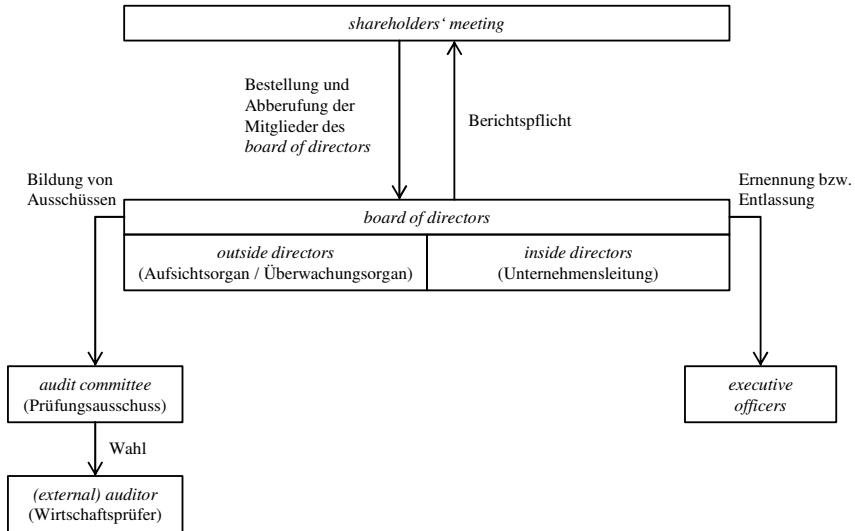 shareholders‘ meeting
Bestellung und
Abberufung der
Mitglieder des
board of directors
Berichtspflicht
Bildung von
Ausschüssen
Ernennung bzw.
Entlassung
board of directors
outside directors
(Aufsichtsorgan / Überwachungsorgan)
inside directors
(Unternehmensleitung)
audit committee
(Prüfungsausschuss)
executive
officers
Wahl
(external) auditor
(Wirtschaftsprüfer)